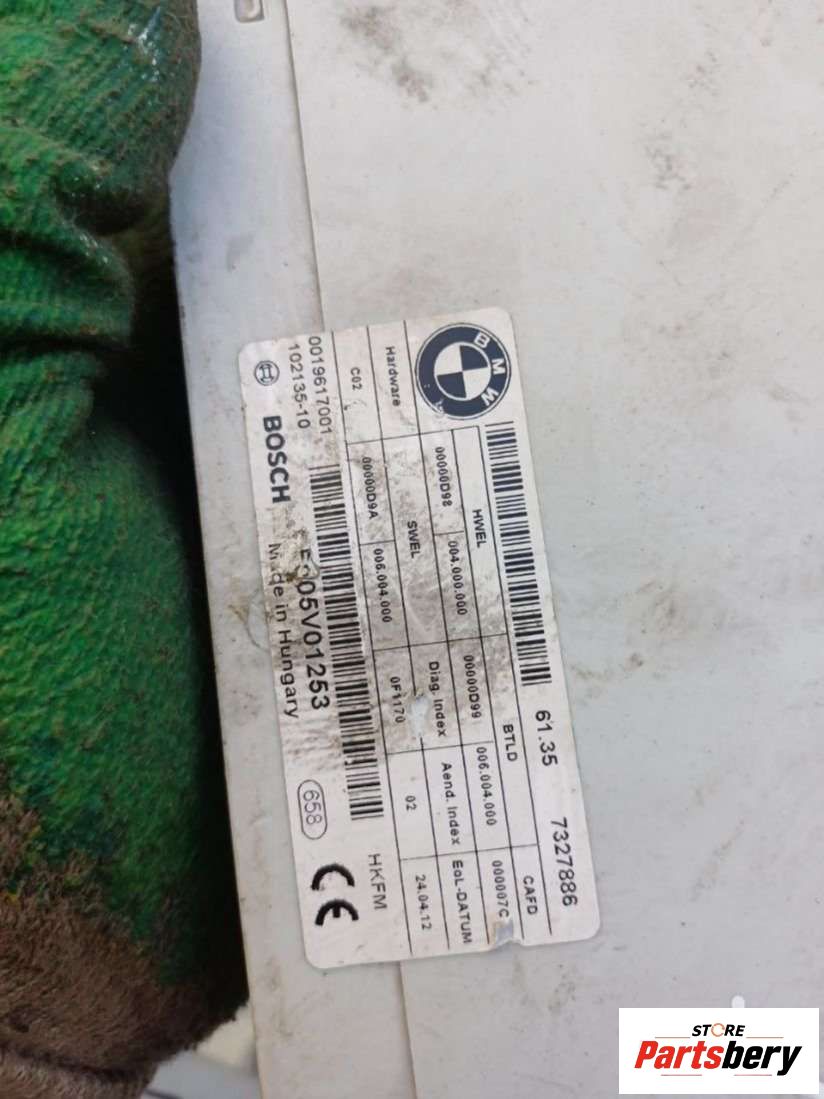 BMW
61.35 7327886
HWEL BTLD CAFD
00000D98 004.000.000 00000D99 006.004.000 000007C
Hardware SWEL Diag. Index Aend. Index EoL-DATUM
C02 00000D9A 006.004.000 0F1170 02 24.04.12
0019617001
102135-10
05V01253
HKFM
BOSCH
Made in Hungary
658
CE
STORE
Partsbery